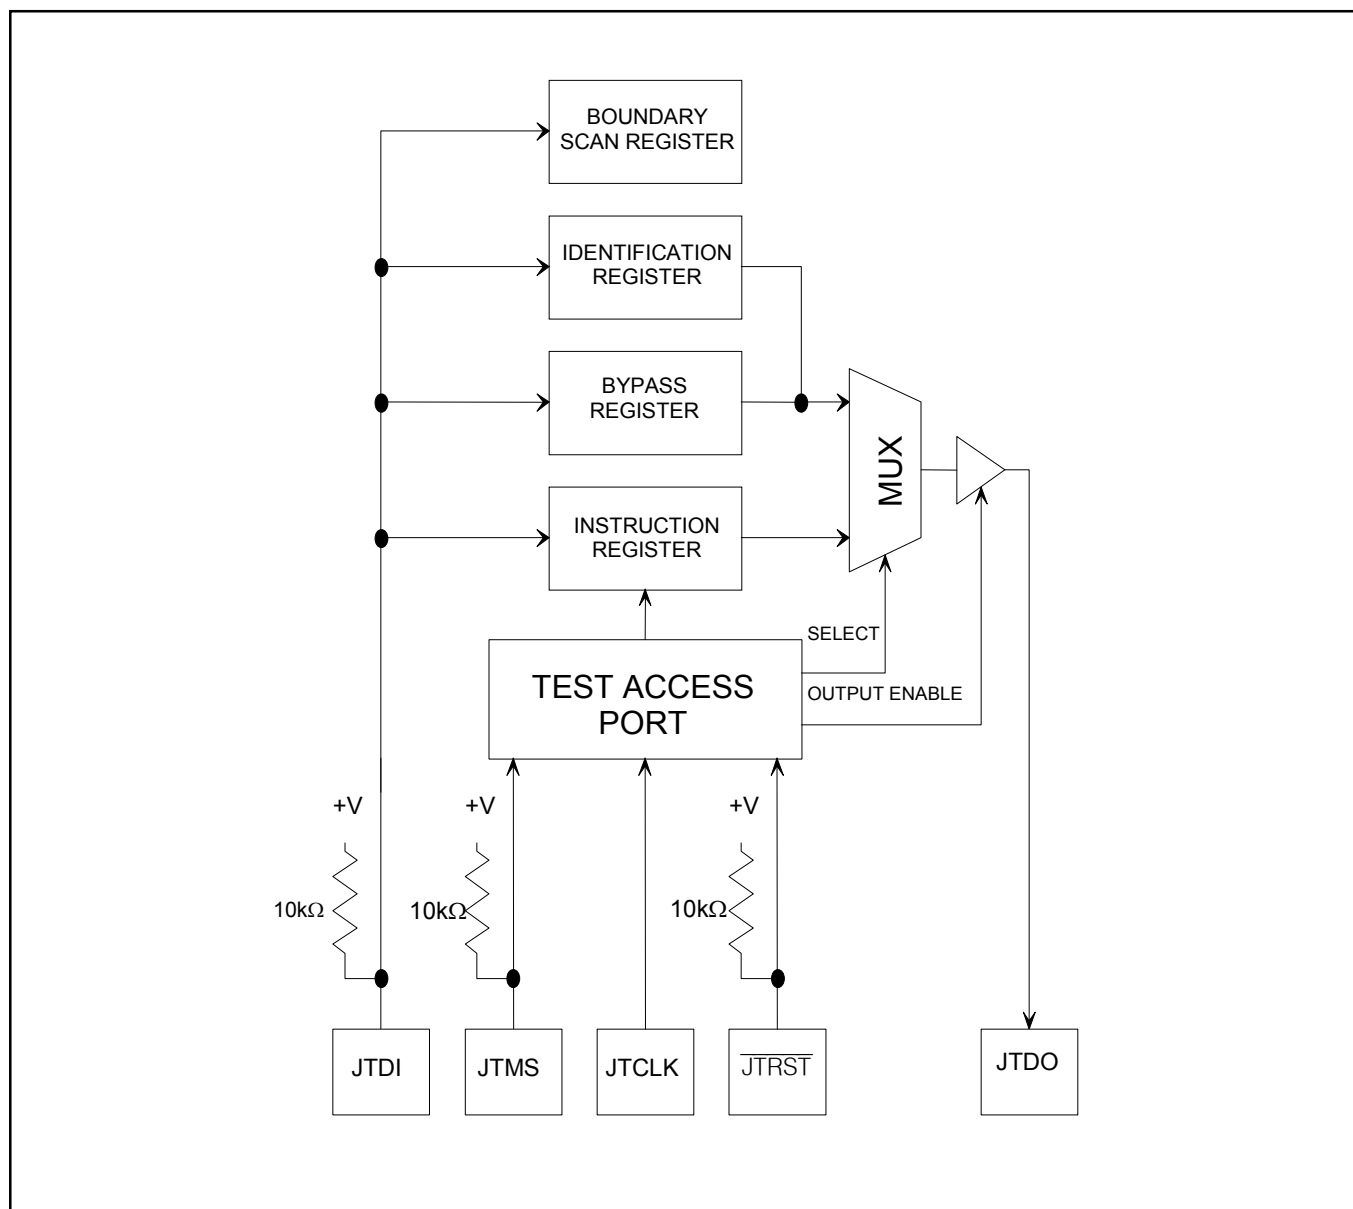 BOUNDARY
SCAN REGISTER
IDENTIFICATION
REGISTER
BYPASS
REGISTER
MUX
INSTRUCTION
REGISTER
SELECT
TEST ACCESS
PORT
OUTPUT ENABLE
+V
+V
+V
10kΩ
10kΩ
10kΩ
JTDI
JTMS
JTCLK
JTRST
JTDO